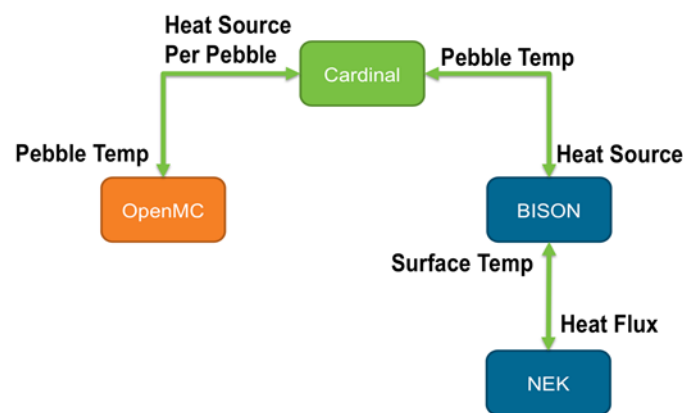 Heat Source
Per Pebble
Cardinal
Pebble Temp
Pebble Temp
Heat Source
OpenMC
BISON
Surface Temp
Heat Flux
NEK